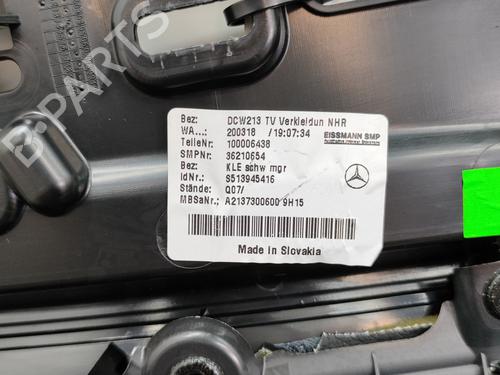 Bez: DCW213 TV Verkleidun NHR
WA...: 200318 /19:07:34
TeileNr: 100006438
SMPNr: 36210654
Bez: KLE schw mgr
IdNr.: S513945416
Stände: Q07/
MBSaNr.: A2137300600 9H15
EISSMANN SMP
Made in Slovakia
B-PARTS